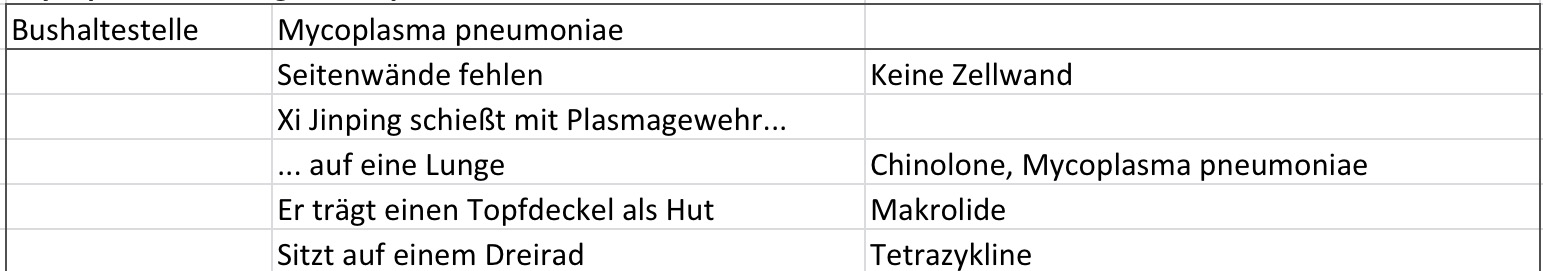 Bushaltestelle Mycoplasma pneumoniae
Seitenwände fehlen Keine Zellwand
Xi Jinping schießt mit Plasmagewehr...
... auf eine Lunge Chinolone, Mycoplasma pneumoniae
Er trägt einen Topfdeckel als Hut Makrolide
Sitzt auf einem Dreirad Tetrazykline